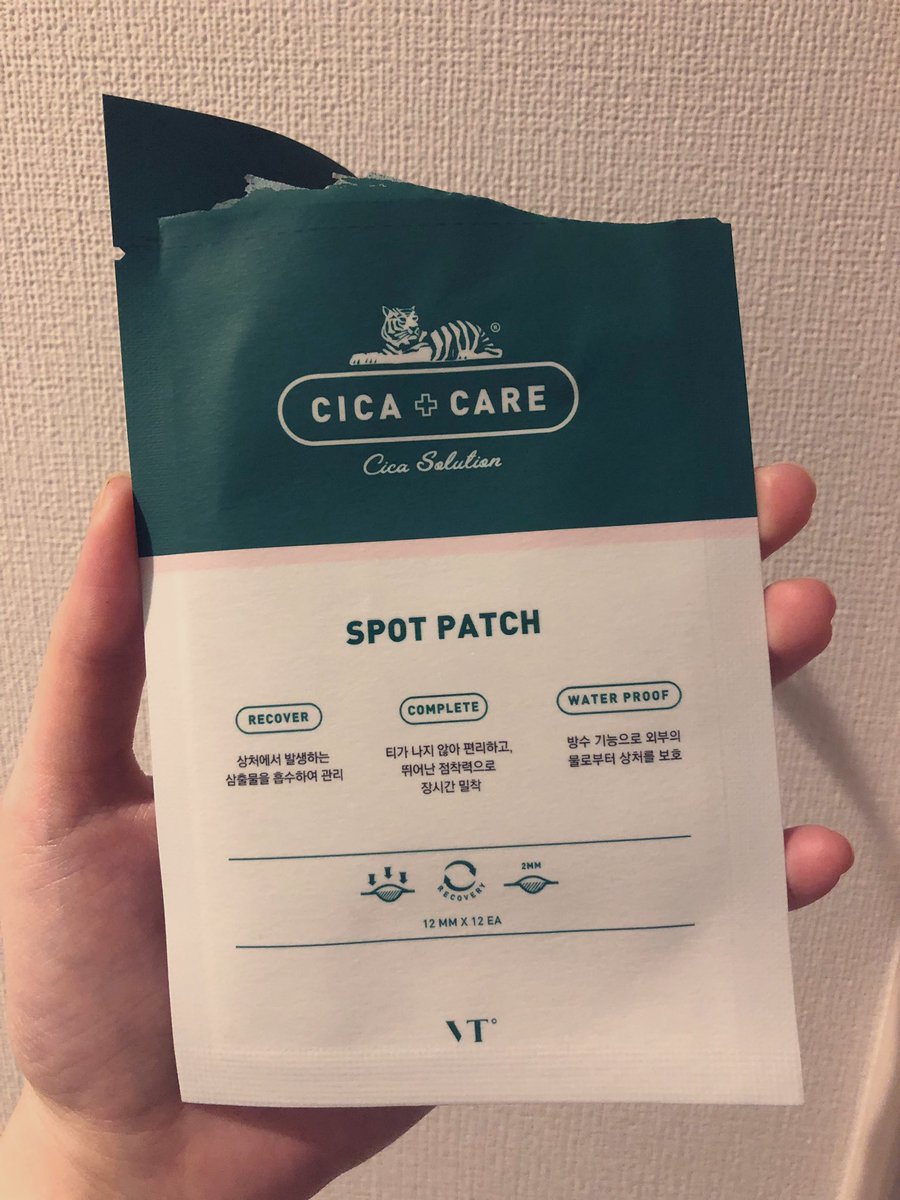 ®
CICA + CARE
Cica Solution
SPOT PATCH
RECOVER
상처에서 발생하는
삼출물을 흡수하여 관리
COMPLETE
티가 나지 않아 편리하고,
뛰어난 점착력으로
장시간 밀착
WATER PROOF
방수 기능으로 외부의
물로부터 상처를 보호
RECOVERY
2MM
12 MM X 12 EA
VT°